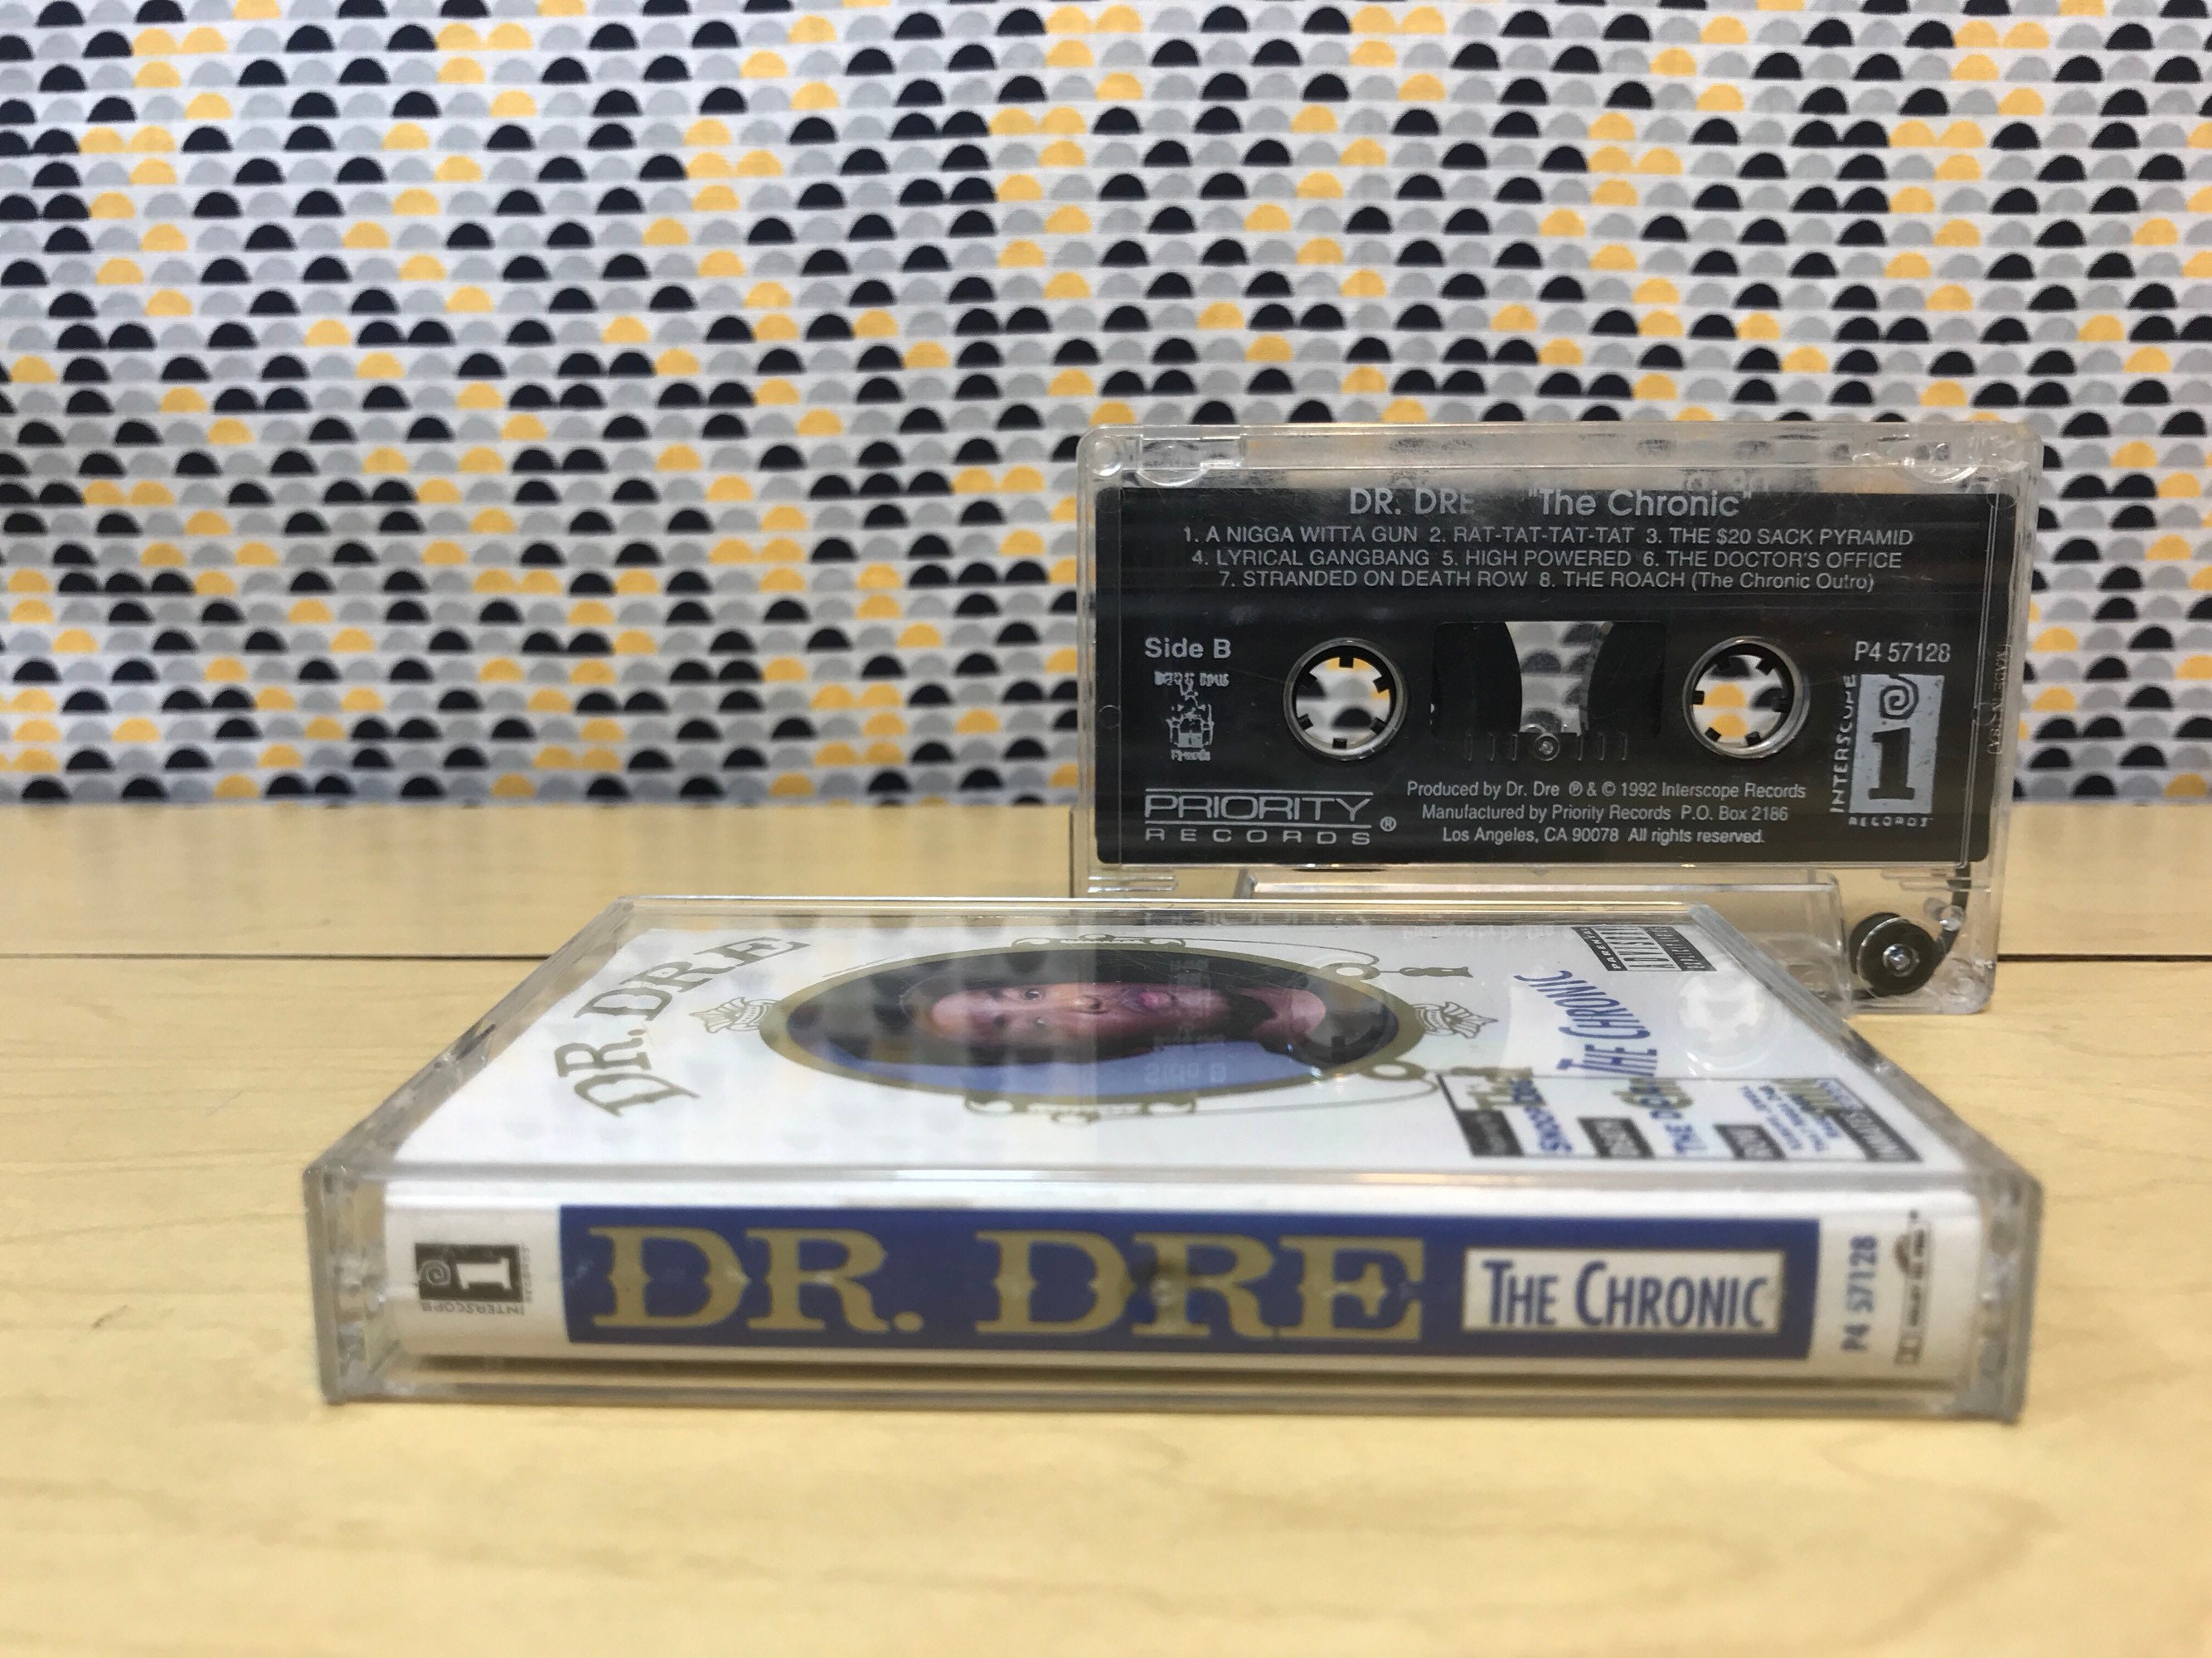 DR. DRE "The Chronic"
1. A NIGGA WITTA GUN 2. RAT-TAT-TAT-TAT 3. THE $20 SACK PYRAMID
4. LYRICAL GANGBANG 5. HIGH POWERED 6. THE DOCTOR'S OFFICE
7. STRANDED ON DEATH ROW 8. THE ROACH (The Chronic Outro)
Side B
P4 57128
INTERSCOPE
i
RECORDS
PRIORITY
RECORDS ®
Produced by Dr. Dre ℗ & © 1992 Interscope Records
Manufactured by Priority Records P.O. Box 2186
Los Angeles, CA 90078 All rights reserved.
DR. DRE
THE CHRONIC
PARENTAL
ADVISORY
i
INTERSCOPE
RECORDS
DR. DRE
THE CHRONIC
P4 57128